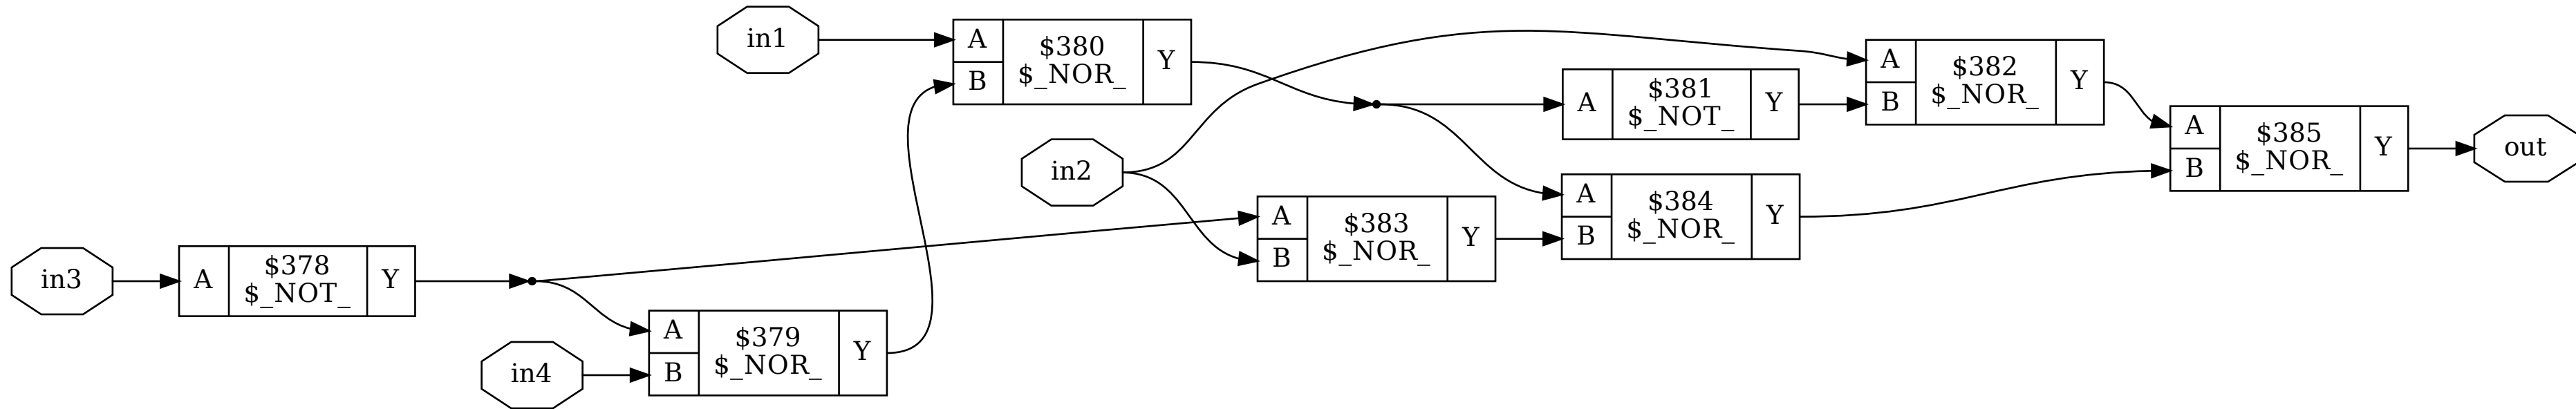 in1
A
B
$380
$_NOR_
Y
in2
A
$381
$_NOT_
Y
A
B
$382
$_NOR_
Y
A
B
$385
$_NOR_
Y
out
in3
A
$378
$_NOT_
Y
A
B
$383
$_NOR_
Y
A
B
$384
$_NOR_
Y
in4
A
B
$379
$_NOR_
Y